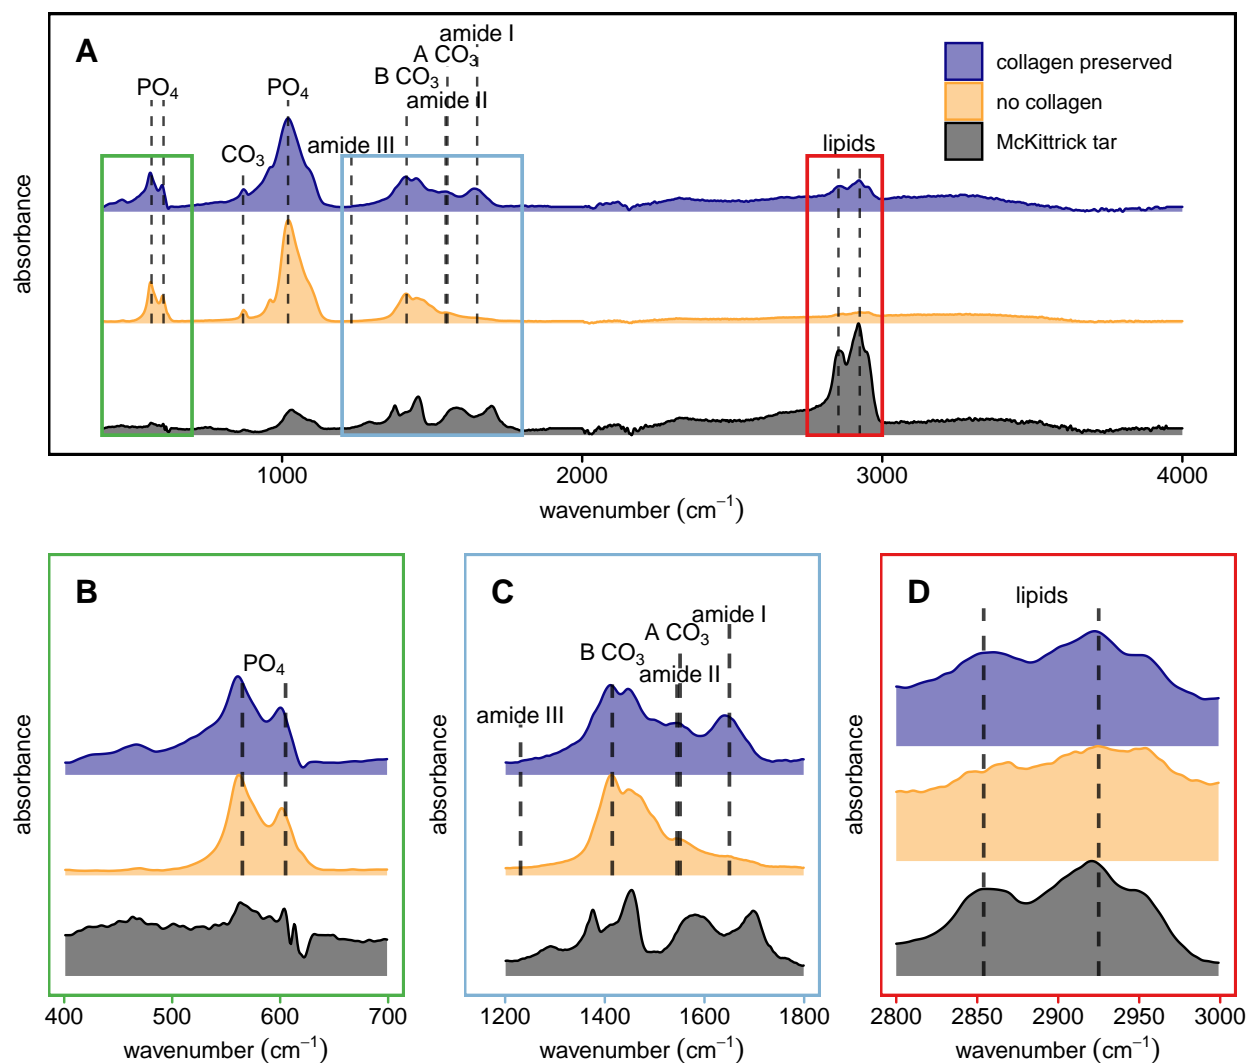 A
amide I
A CO₃
B CO₃
amide II
PO₄
PO₄
amide III
CO₃
lipids
collagen preserved
no collagen
McKittrick tar
absorbance
1000 2000 3000 4000
wavenumber (cm⁻¹)
B
PO₄
absorbance
400 500 600 700
wavenumber (cm⁻¹)
C
amide I
A CO₃
B CO₃
amide II
amide III
absorbance
1200 1400 1600 1800
wavenumber (cm⁻¹)
D
lipids
absorbance
2800 2850 2900 2950 3000
wavenumber (cm⁻¹)